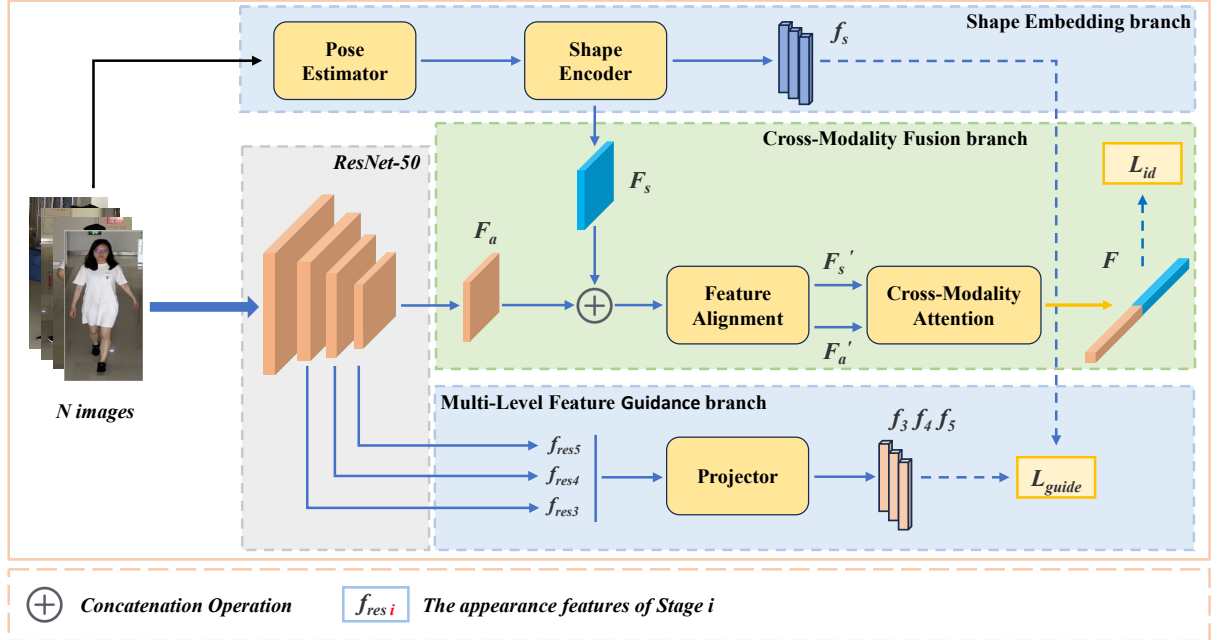 Shape Embedding branch
Pose
Estimator
Shape
Encoder
f_s
Cross-Modality Fusion branch
ResNet-50
F_s
L_id
F_a
F_s'
F
Feature
Alignment
Cross-Modality
Attention
F_a'
N images
Multi-Level Feature Guidance branch
f_3 f_4 f_5
f_res5
f_res4
f_res3
Projector
L_guide
+ Concatenation Operation
f_res i The appearance features of Stage i